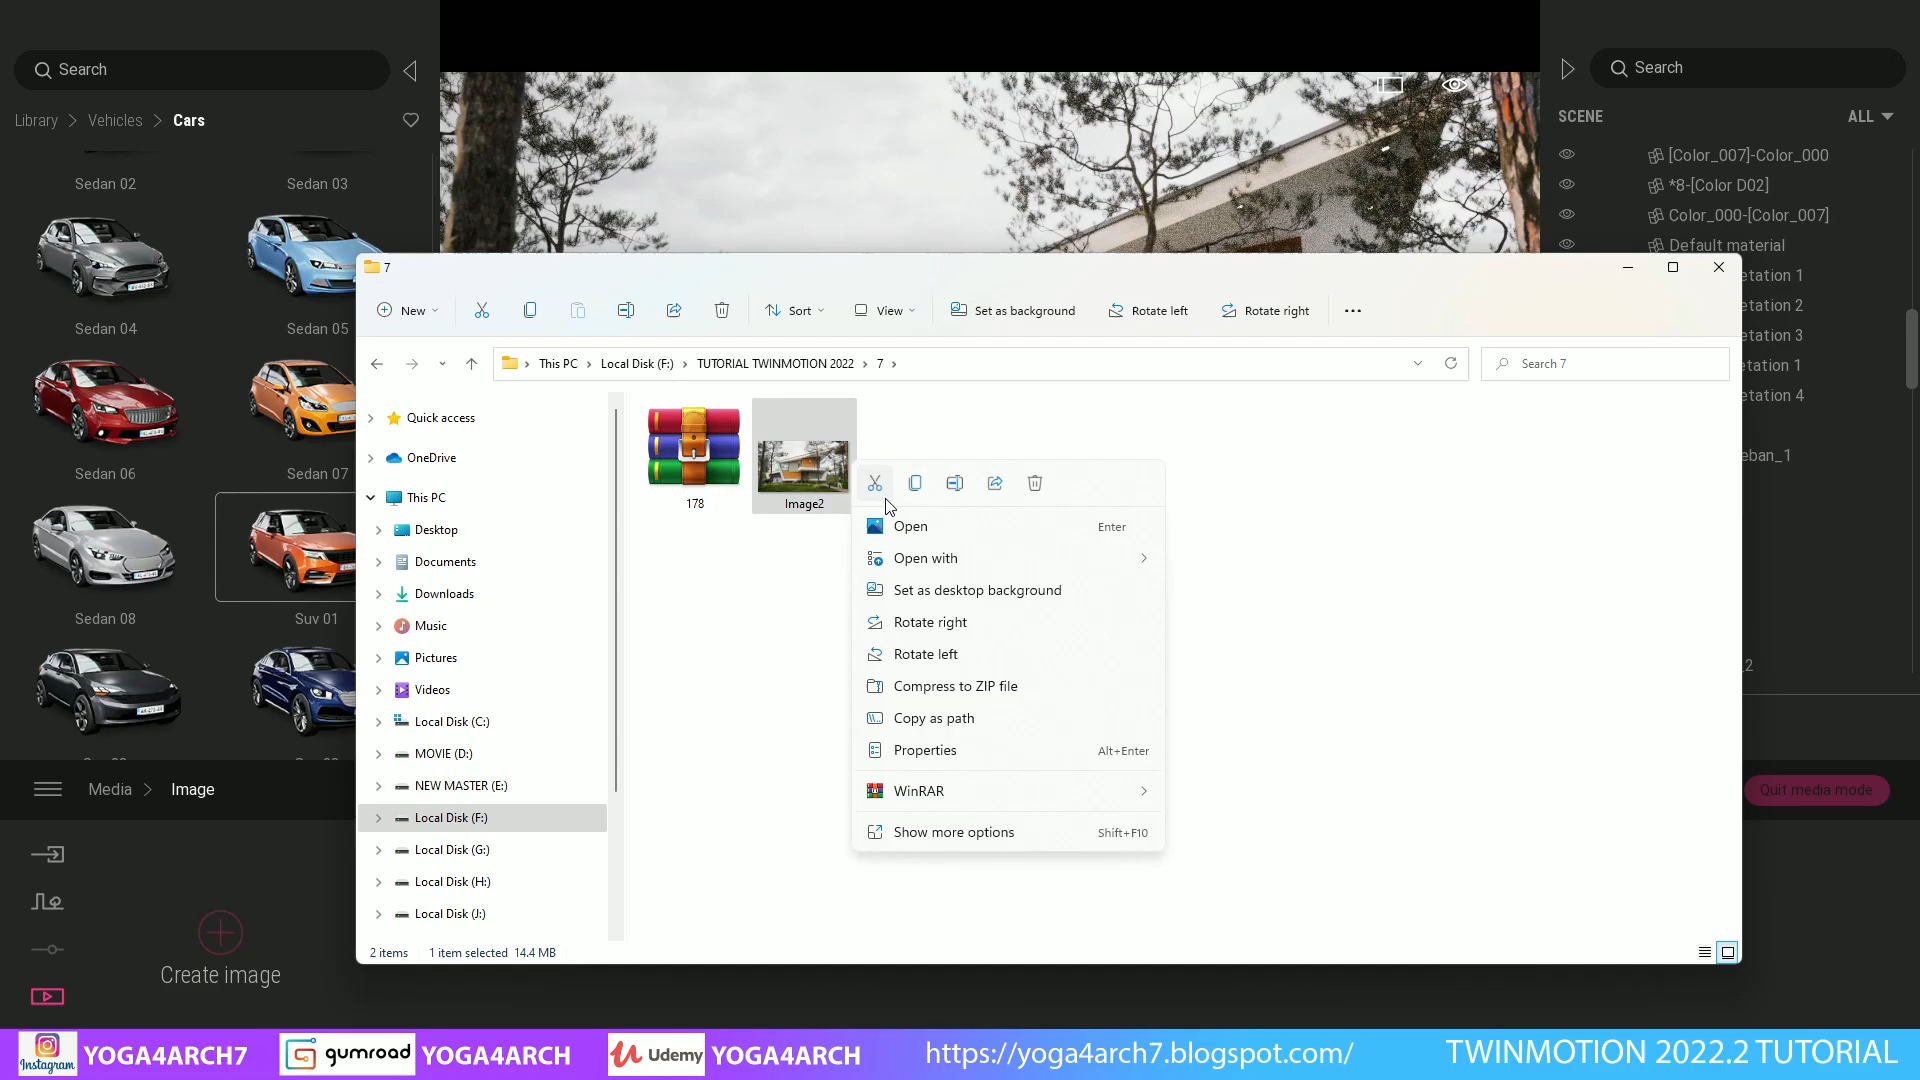 Search
Library > Vehicles > Cars
Sedan 02
Sedan 03
Sedan 04
Sedan 05
Sedan 06
Sedan 07
Sedan 08
Suv 01
Media > Image
Create image
Search
SCENE
ALL
[Color_007]-Color_000
*8-[Color D02]
Color_000-[Color_007]
Default material
etation 1
etation 2
etation 3
etation 1
etation 4
eban_1
_2
Quit media mode
7
New
Sort
View
Set as background
Rotate left
Rotate right
This PC > Local Disk (F:) > TUTORIAL TWINMOTION 2022 > 7 >
Search 7
Quick access
OneDrive
This PC
Desktop
Documents
Downloads
Music
Pictures
Videos
Local Disk (C:)
MOVIE (D:)
NEW MASTER (E:)
Local Disk (F:)
Local Disk (G:)
Local Disk (H:)
Local Disk (J:)
178
Image2
Open Enter
Open with
Set as desktop background
Rotate right
Rotate left
Compress to ZIP file
Copy as path
Properties Alt+Enter
WinRAR
Show more options Shift+F10
2 items 1 item selected 14.4 MB
Instagram YOGA4ARCH7 gumroad YOGA4ARCH Udemy YOGA4ARCH https://yoga4arch7.blogspot.com/ TWINMOTION 2022.2 TUTORIAL